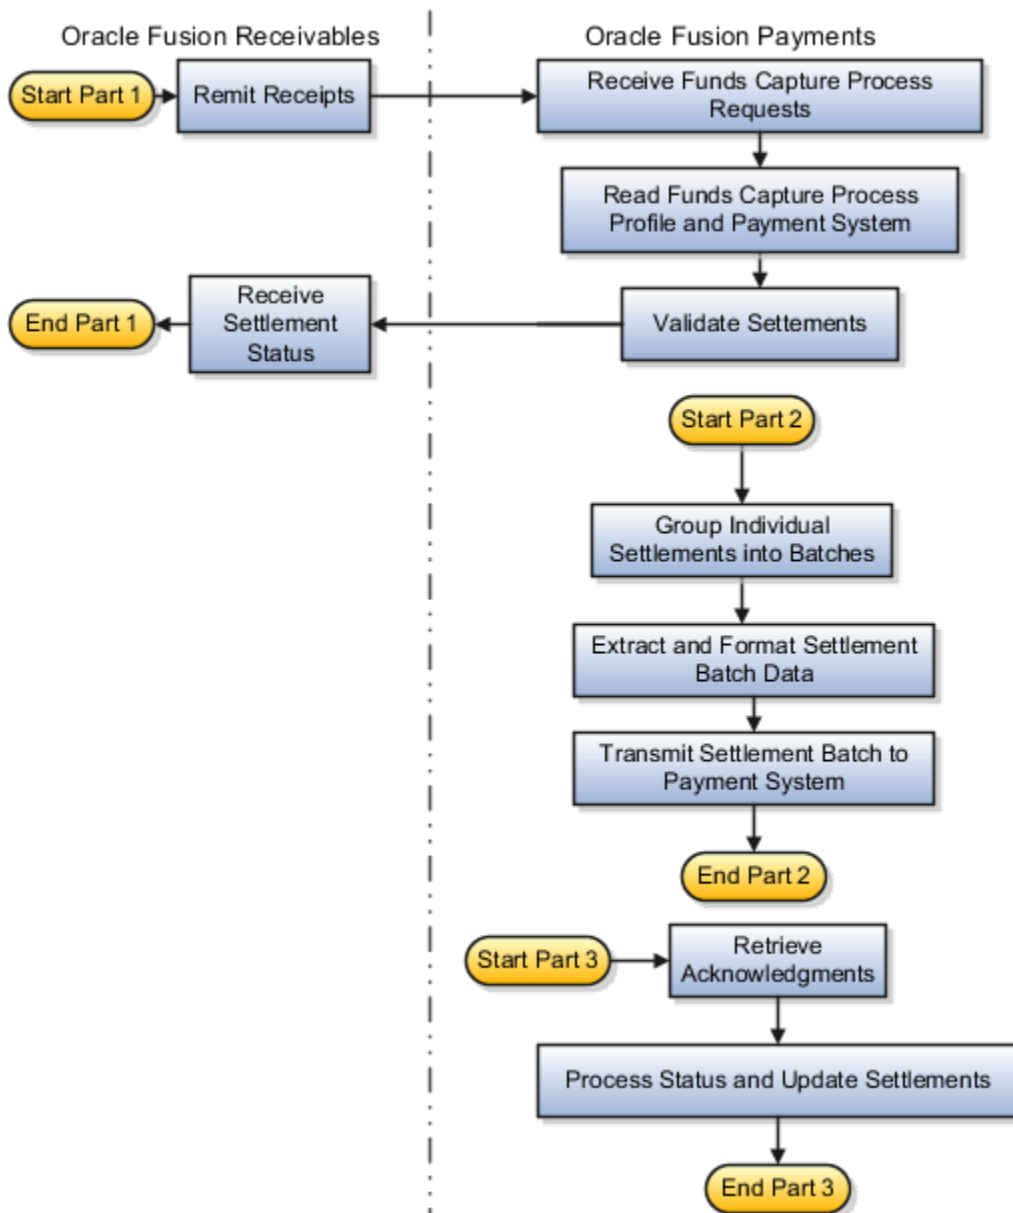 Oracle Fusion Receivables
Oracle Fusion Payments
Start Part 1
Remit Receipts
Receive Funds Capture Process
Requests
Read Funds Capture Process
Profile and Payment System
End Part 1
Receive
Settlement
Status
Validate Settements
Start Part 2
Group Individual
Settlements into Batches
Extract and Format Settlement
Batch Data
Transmit Settlement Batch to
Payment System
End Part 2
Start Part 3
Retrieve
Acknowledgments
Process Status and Update Settlements
End Part 3